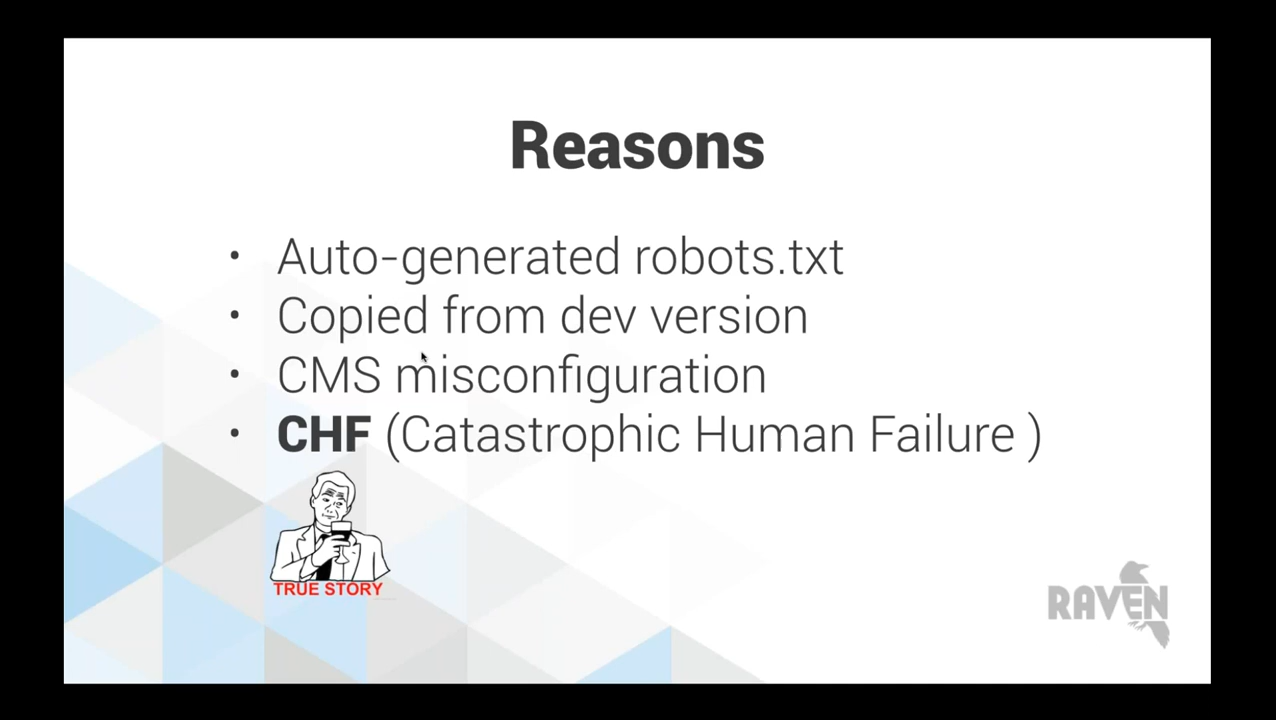 Reasons
• Auto-generated robots.txt
• Copied from dev version
• CMS misconfiguration
• CHF (Catastrophic Human Failure )
TRUE STORY
RAVEN